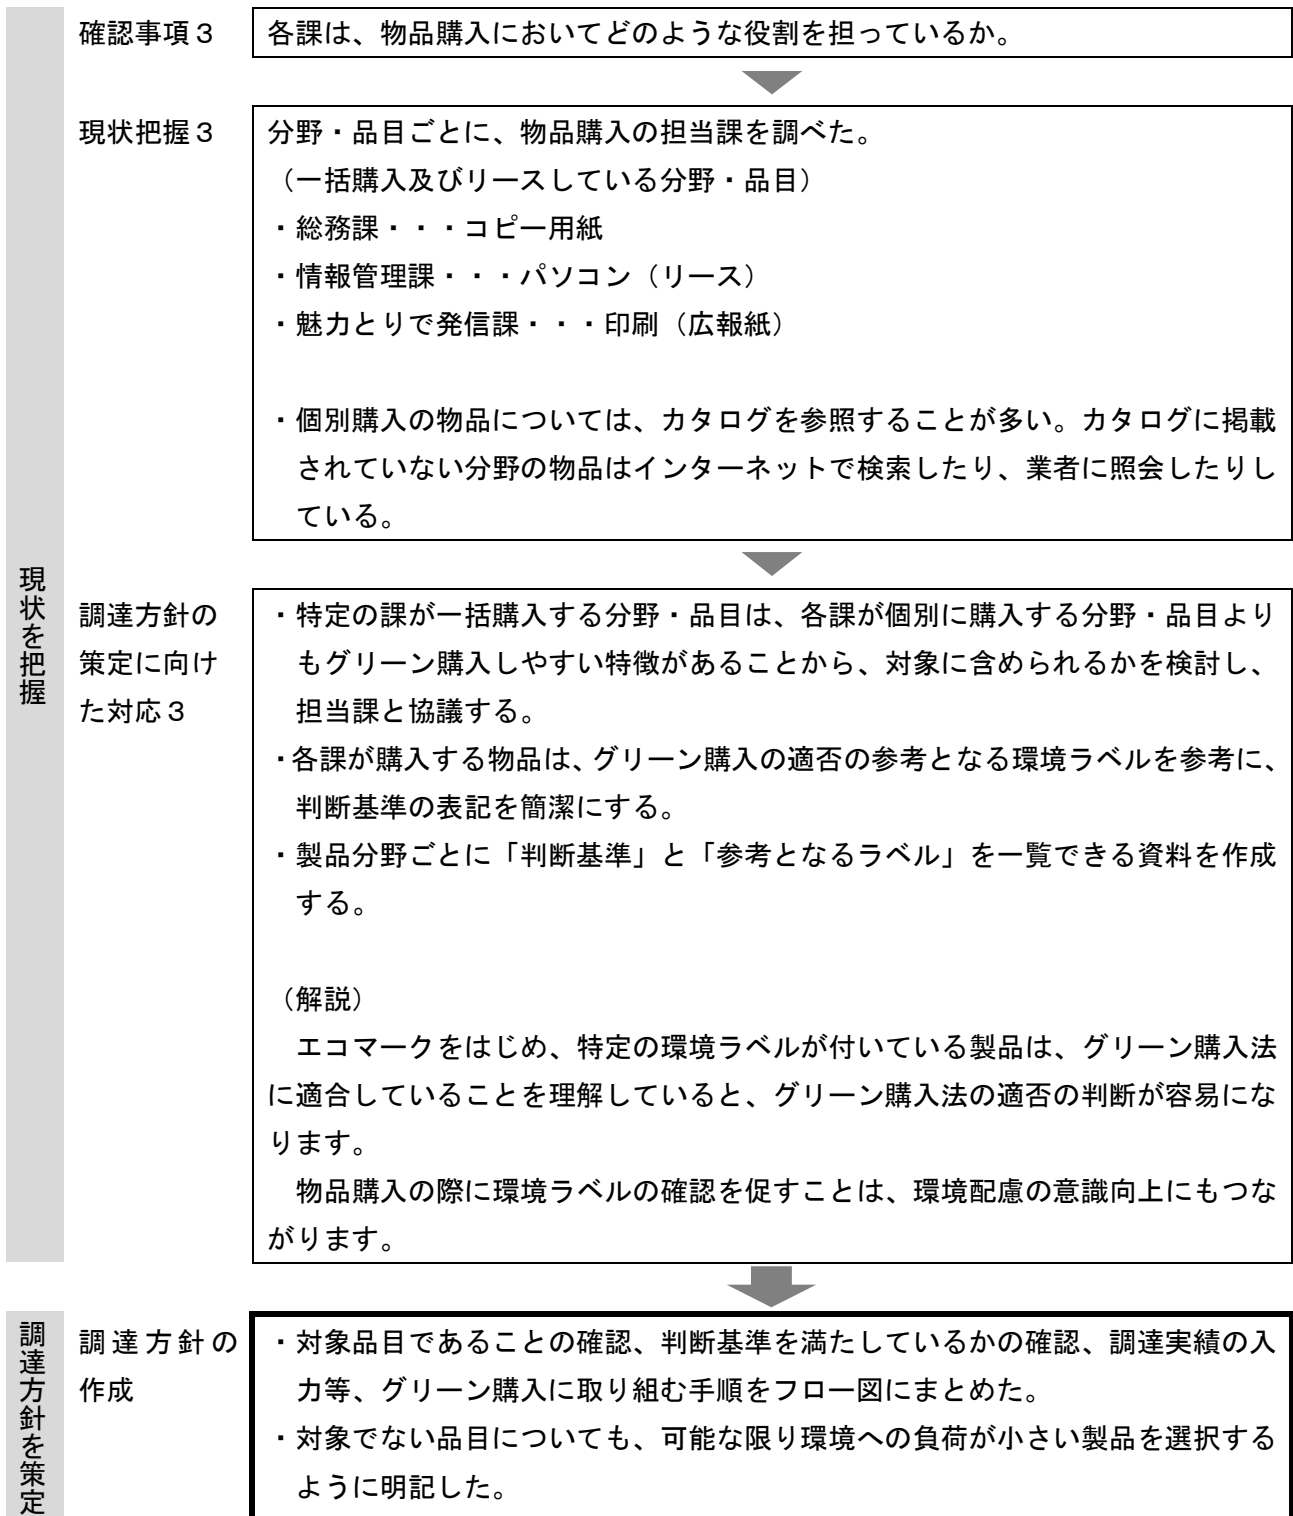 確認事項３
各課は、物品購入においてどのような役割を担っているか。
現状把握３
分野・品目ごとに、物品購入の担当課を調べた。
（一括購入及びリースしている分野・品目）
・総務課・・・コピー用紙
・情報管理課・・・パソコン（リース）
・魅力とりで発信課・・・印刷（広報紙）
・個別購入の物品については、カタログを参照することが多い。カタログに掲載
されていない分野の物品はインターネットで検索したり、業者に照会したりし
ている。
現状を把握
調達方針の
策定に向け
た対応３
・特定の課が一括購入する分野・品目は、各課が個別に購入する分野・品目より
もグリーン購入しやすい特徴があることから、対象に含められるかを検討し、
担当課と協議する。
・各課が購入する物品は、グリーン購入の適否の参考となる環境ラベルを参考に、
判断基準の表記を簡潔にする。
・製品分野ごとに「判断基準」と「参考となるラベル」を一覧できる資料を作成
する。
（解説）
エコマークをはじめ、特定の環境ラベルが付いている製品は、グリーン購入法
に適合していることを理解していると、グリーン購入法の適否の判断が容易にな
ります。
物品購入の際に環境ラベルの確認を促すことは、環境配慮の意識向上にもつな
がります。
調達方針を策定
調達方針の
作成
・対象品目であることの確認、判断基準を満たしているかの確認、調達実績の入
力等、グリーン購入に取り組む手順をフロー図にまとめた。
・対象でない品目についても、可能な限り環境への負荷が小さい製品を選択する
ように明記した。